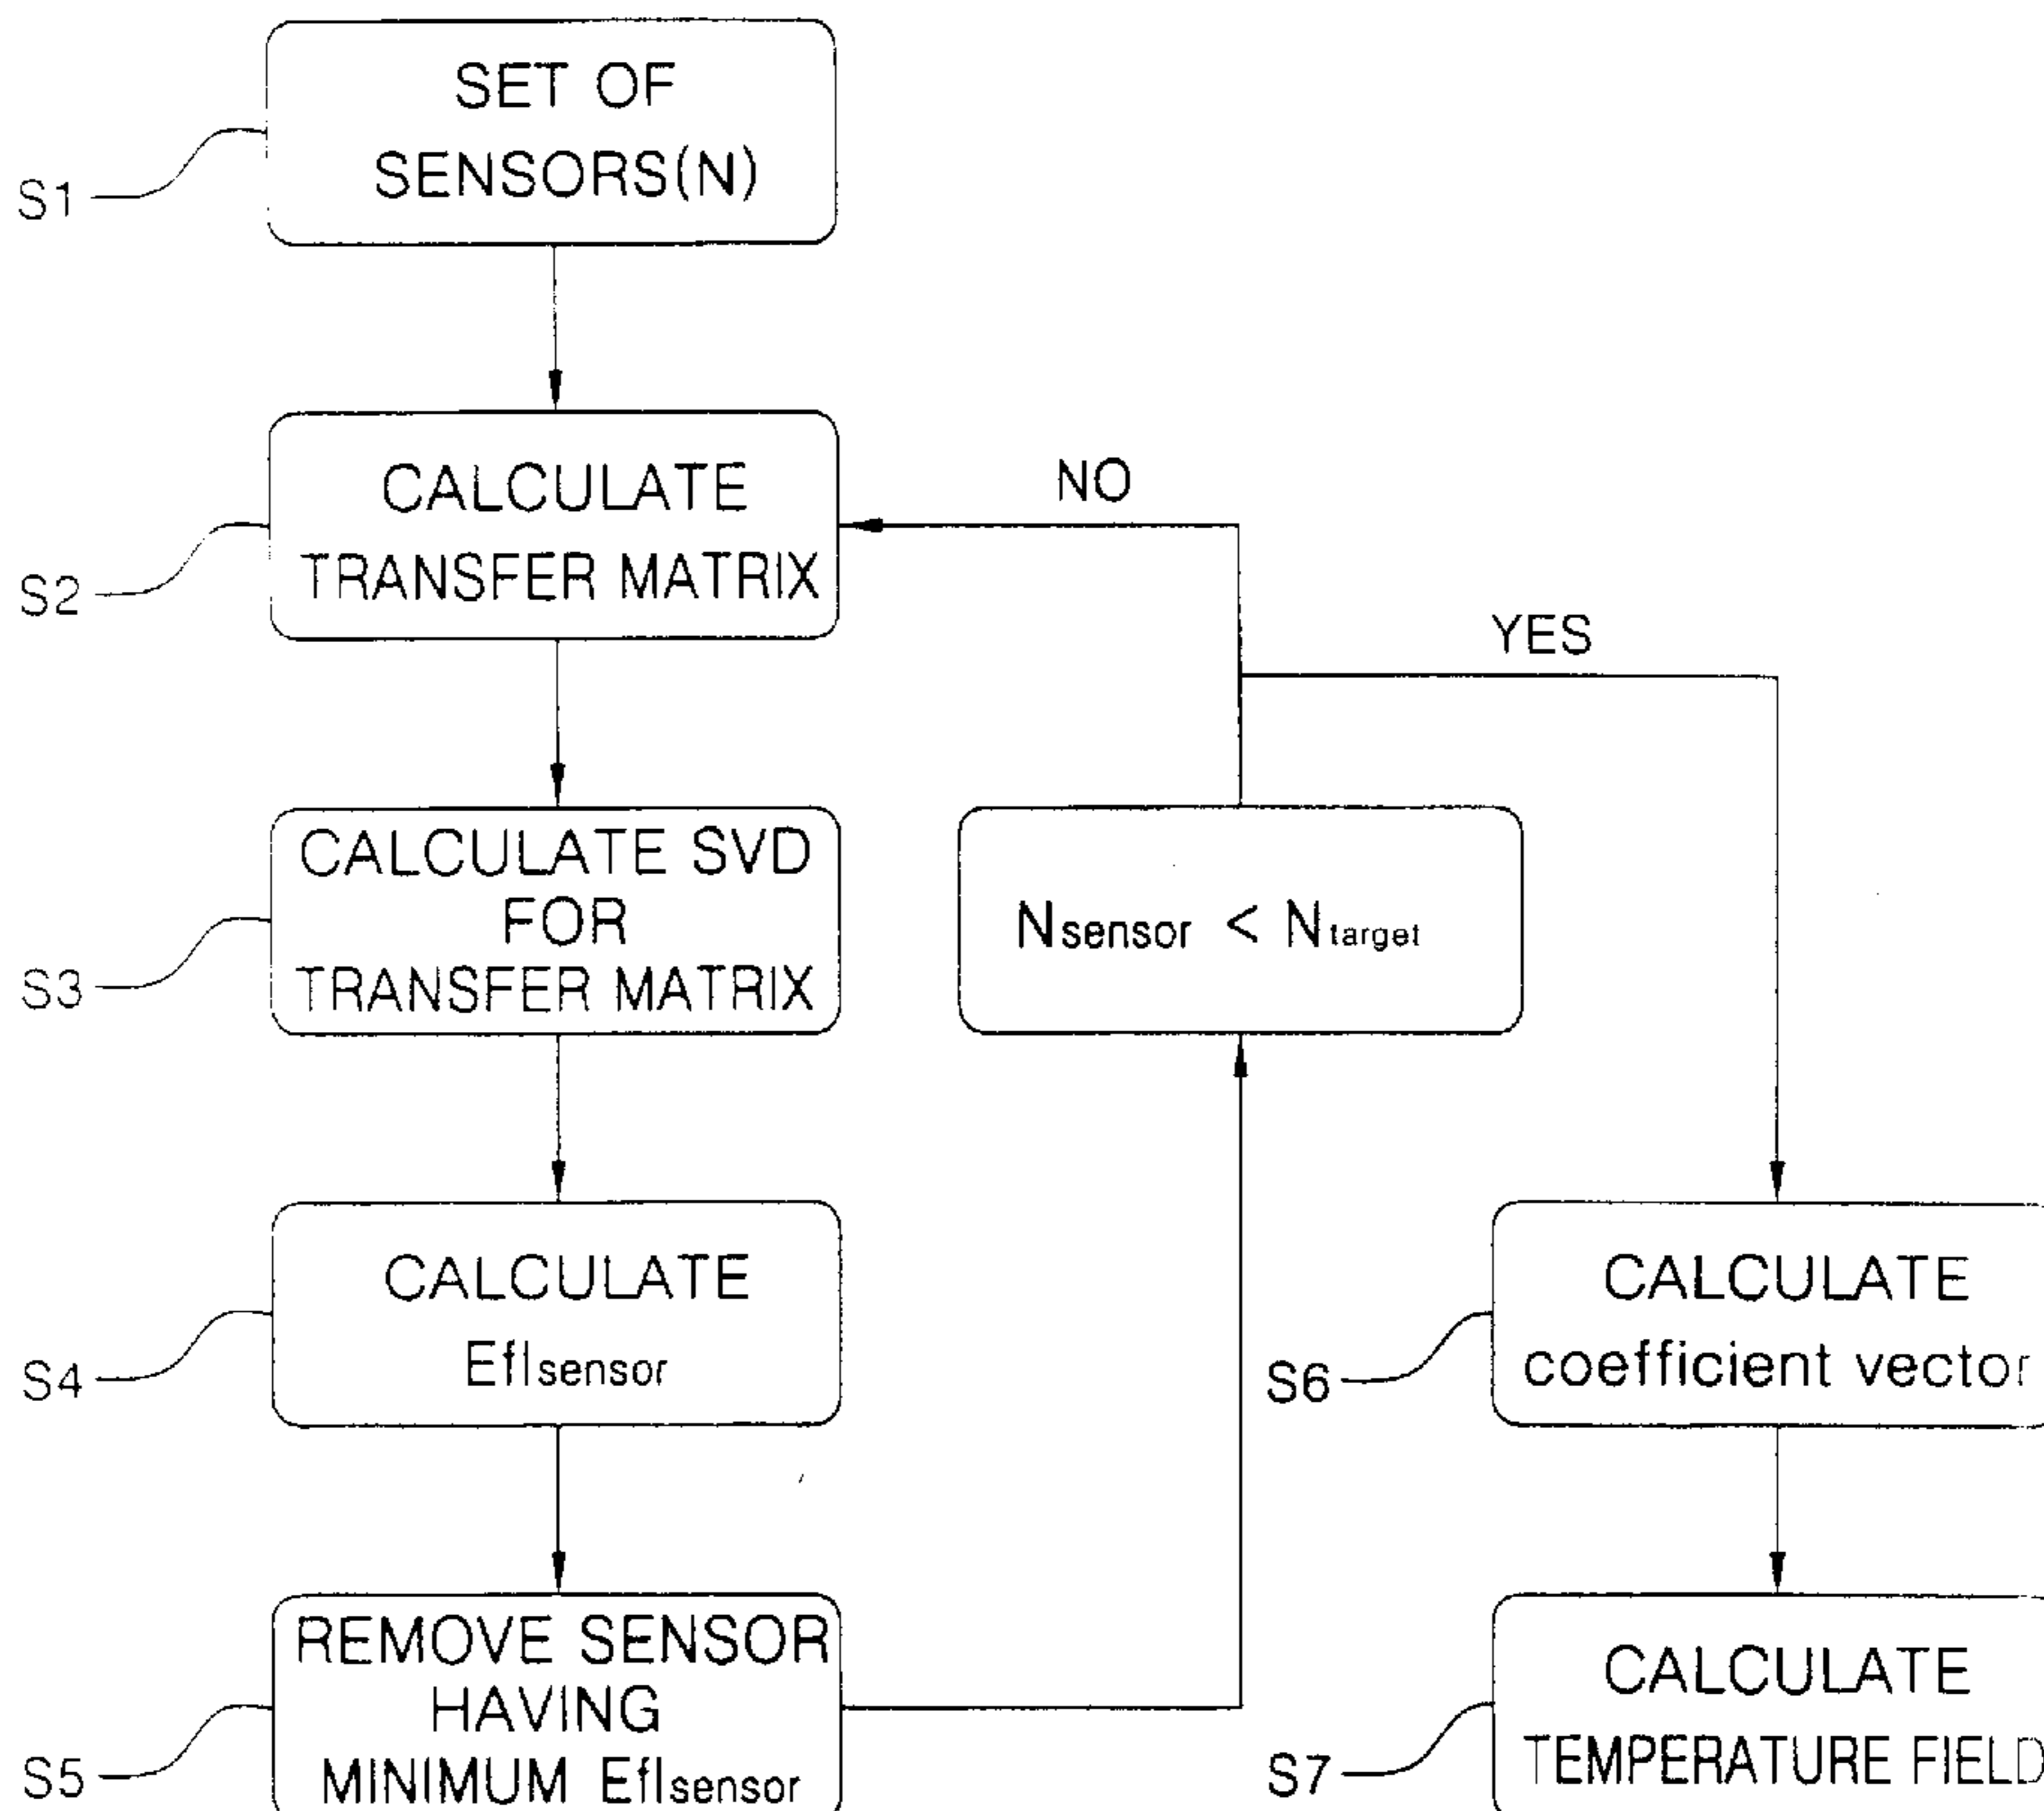 SET OF
SENSORS(N)
S1
CALCULATE
TRANSFER MATRIX
S2
NO
YES
CALCULATE SVD
FOR
TRANSFER MATRIX
S3
Nsensor < Ntarget
CALCULATE
EfIsensor
S4
CALCULATE
coefficient vector
S6
REMOVE SENSOR
HAVING
MINIMUM EfIsensor
S5
CALCULATE
TEMPERATURE FIELD
S7